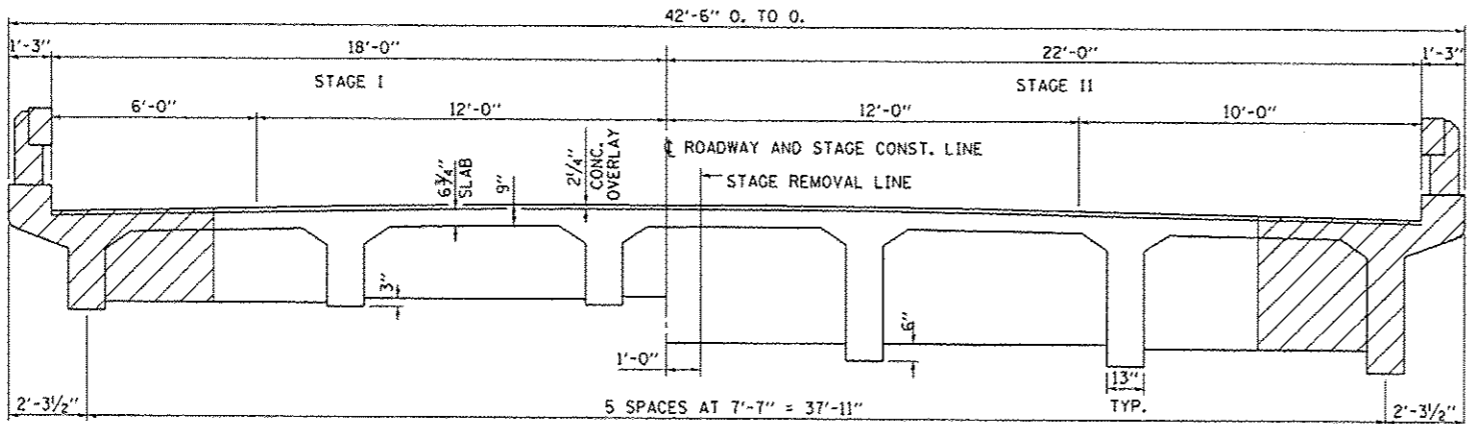 42'-6" O. TO O.
1'-3"
18'-0"
22'-0"
1'-3"
STAGE I
STAGE II
6'-0"
12'-0"
12'-0"
10'-0"
℄ ROADWAY AND STAGE CONST. LINE
STAGE REMOVAL LINE
6¾"
SLAB
9"
2¼"
CONC.
OVERLAY
3"
6"
1'-0"
13"
TYP.
2'-3½"
5 SPACES AT 7'-7" = 37'-11"
2'-3½"